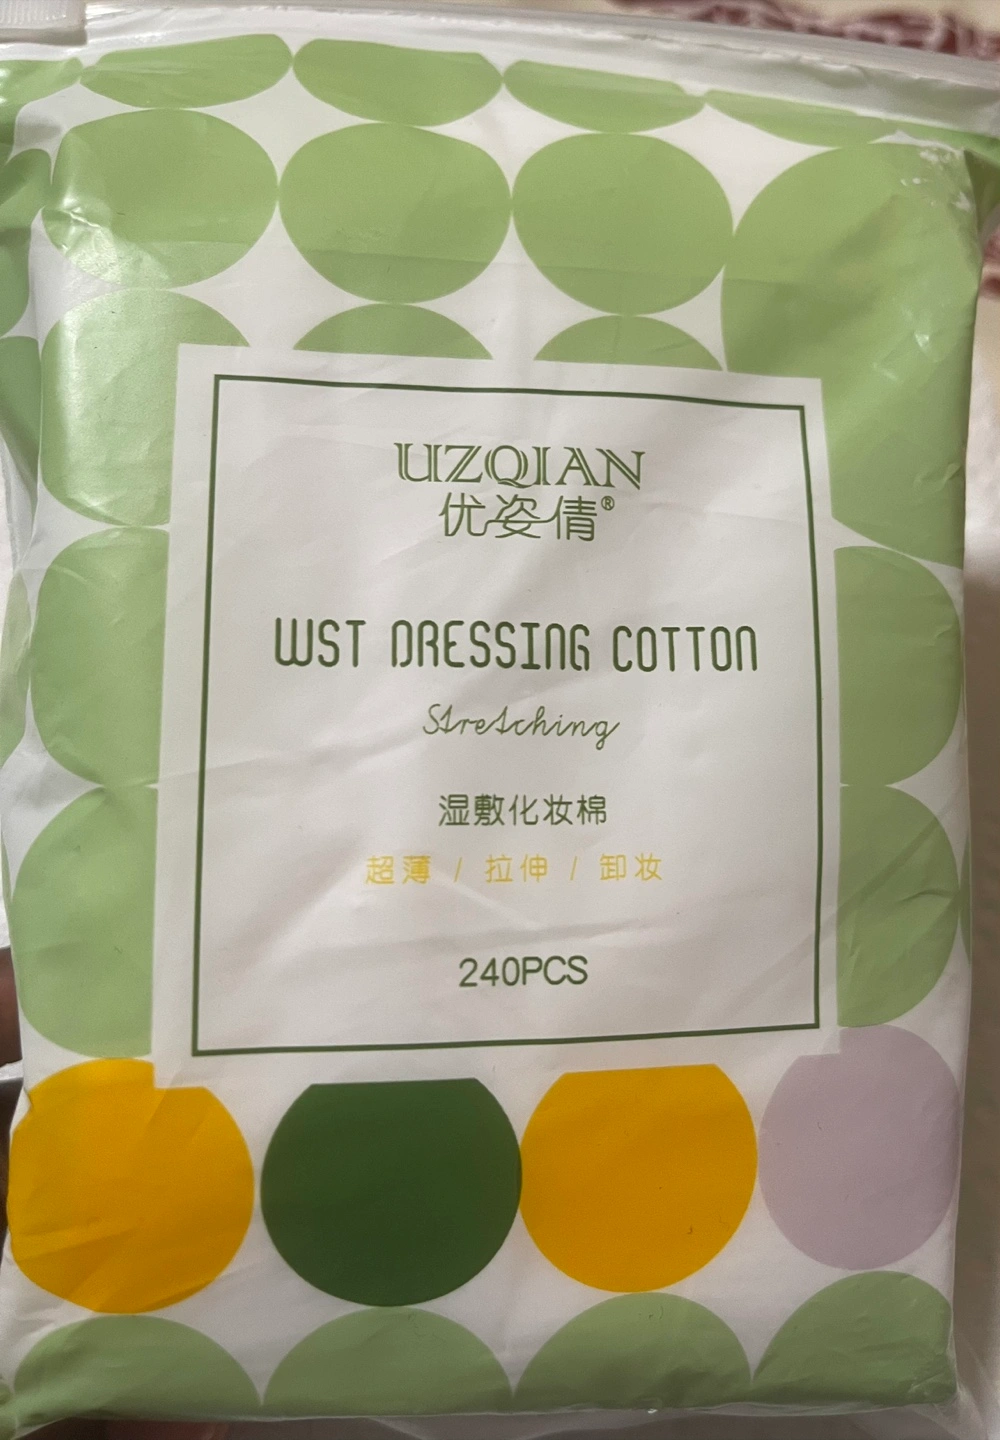 UZQIAN
优姿倩®
WST DRESSING COTTON
Stretching
湿敷化妆棉
超薄 / 拉伸 / 卸妆
240PCS